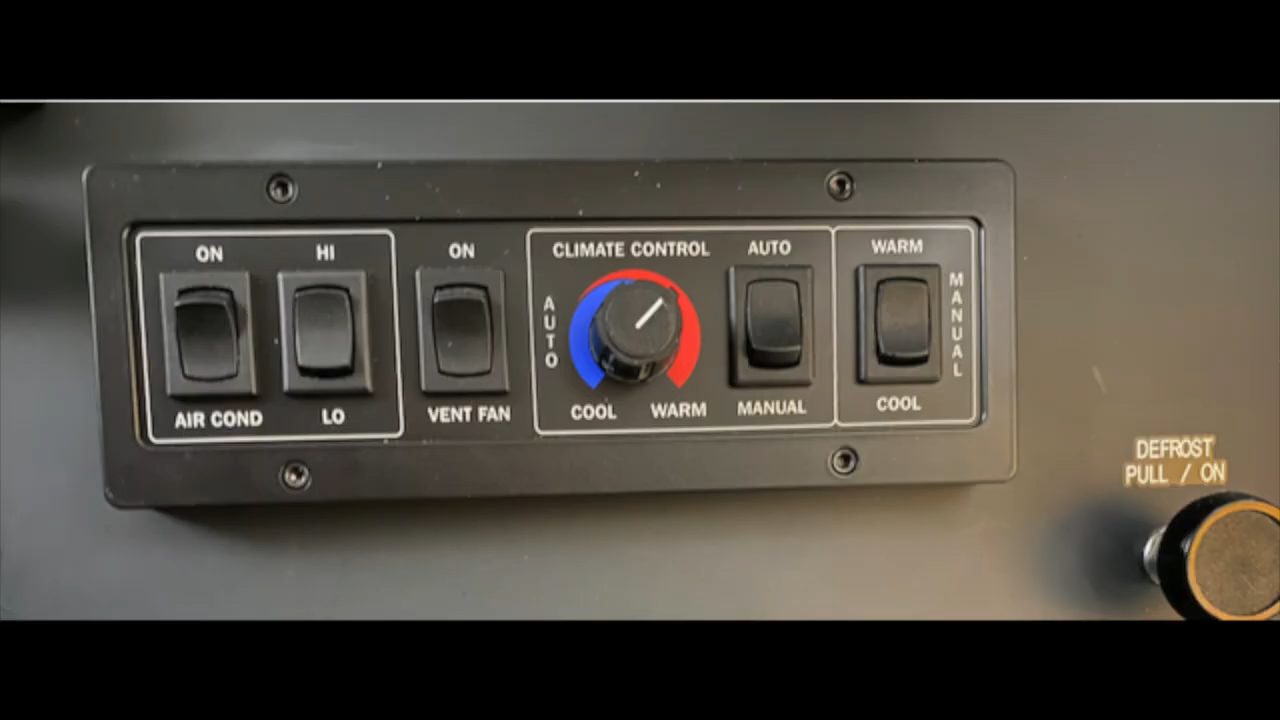 ON
AIR COND
HI
LO
ON
VENT FAN
CLIMATE CONTROL
AUTO
COOL
WARM
AUTO
MANUAL
WARM
COOL
MANUAL
DEFROST
PULL / ON